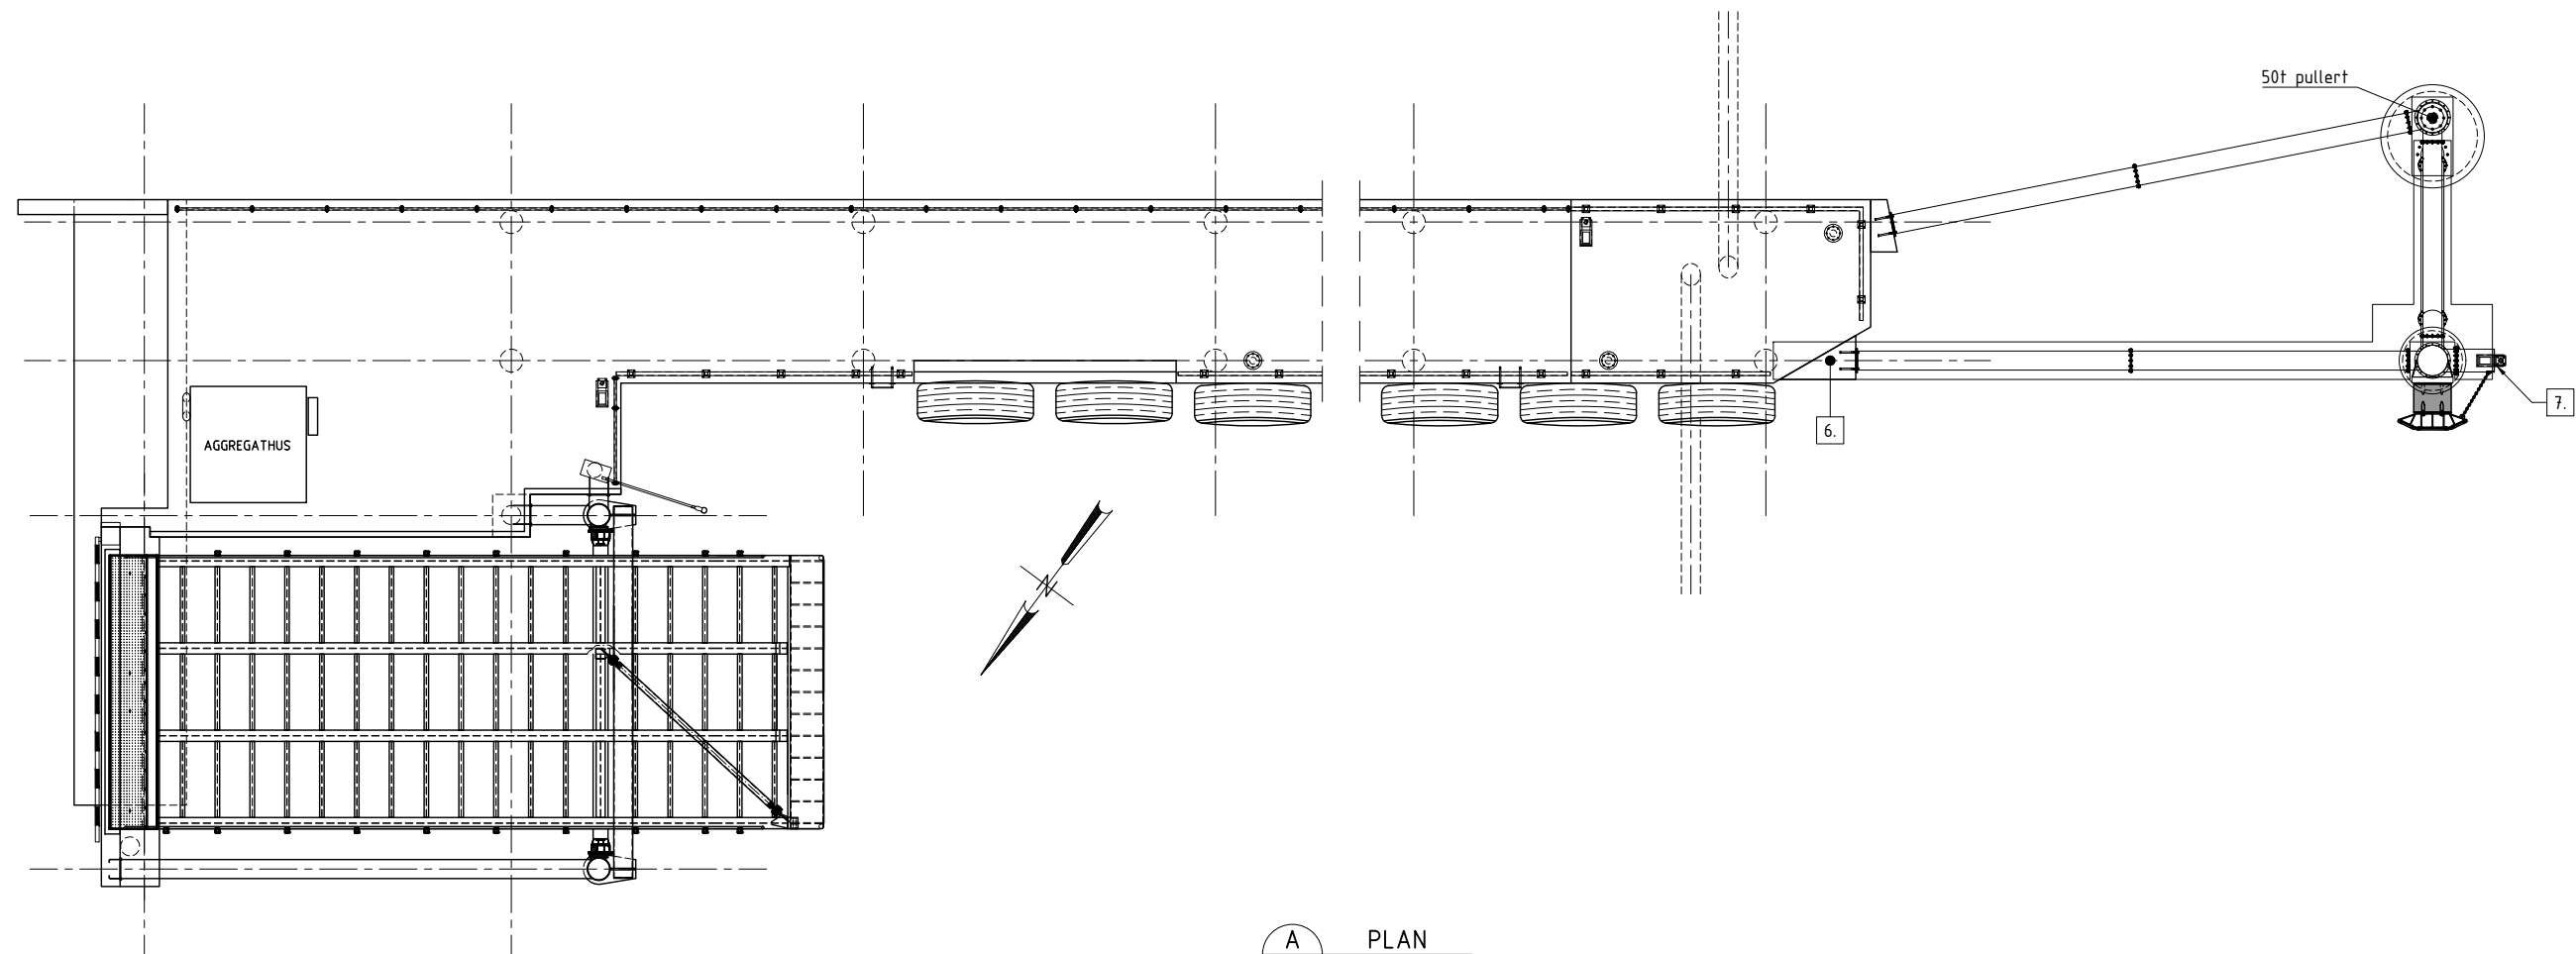 50t pullert
7.
6.
AGGREGATHUS
N
A PLAN